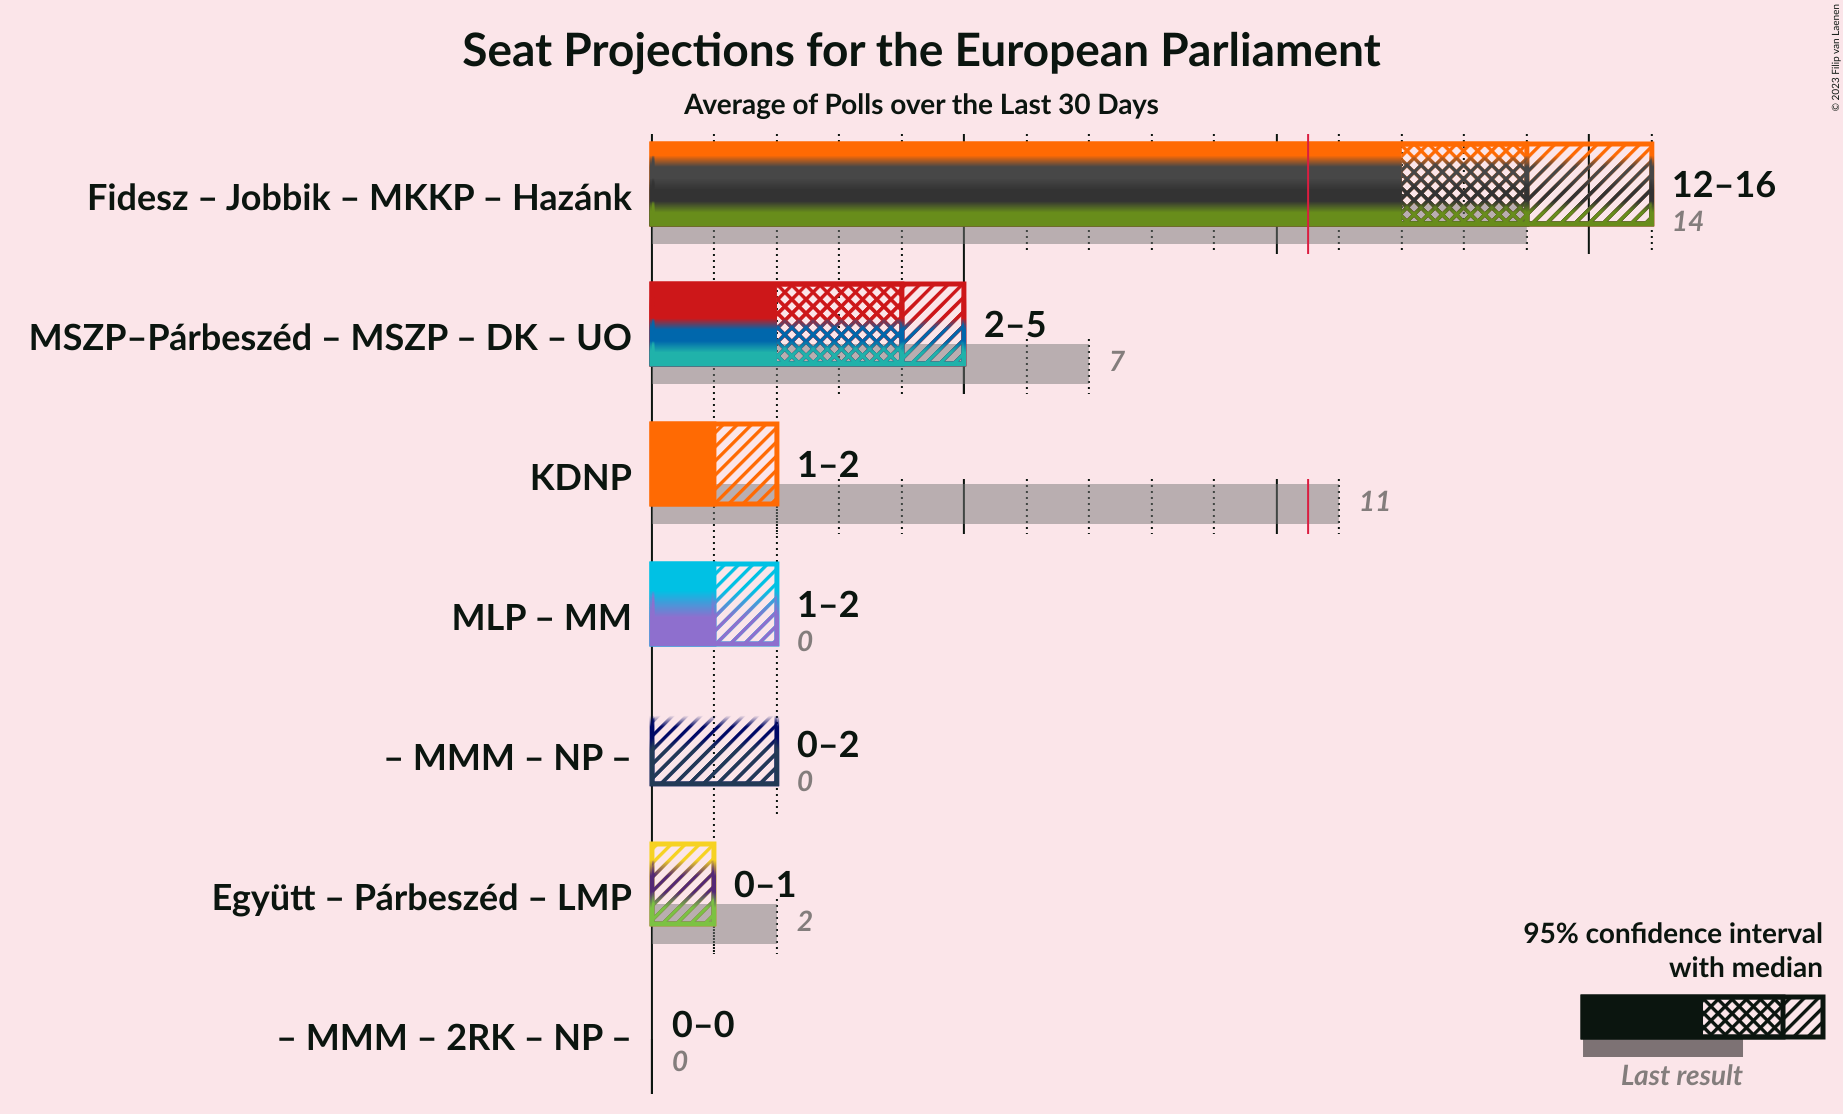 Seat Projections for the European Parliament
Average of Polls over the Last 30 Days
© 2023 Filip van Laenen
Fidesz – Jobbik – MKKP – Hazánk
12–16
14
MSZP–Párbeszéd – MSZP – DK – UO
2–5
7
KDNP
1–2
11
MLP – MM
1–2
0
– MMM – NP –
0–2
0
Együtt – Párbeszéd – LMP
0–1
2
– MMM – 2RK – NP –
0–0
0
95% confidence interval
with median
Last result